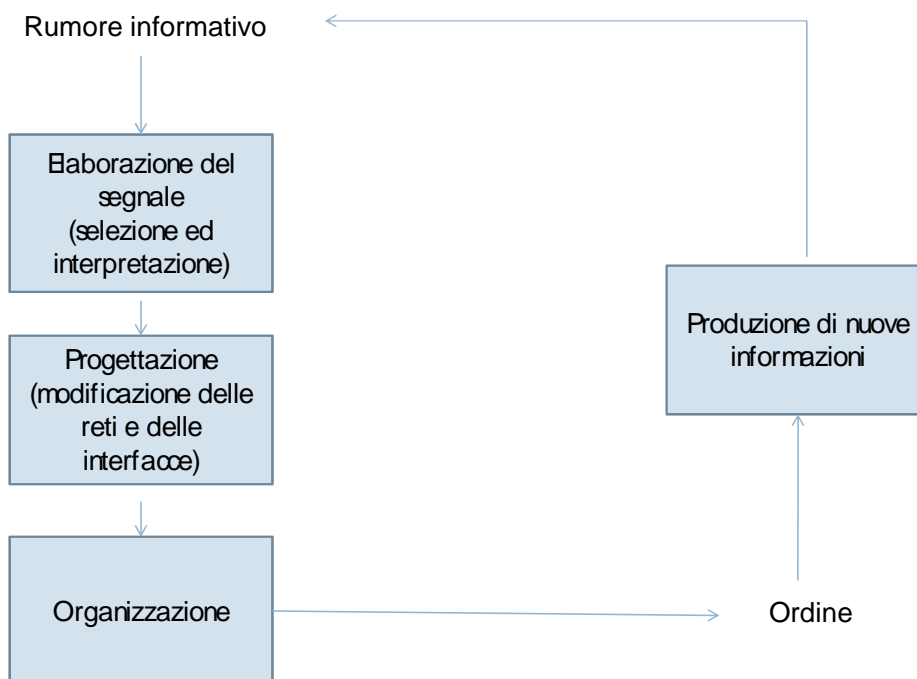 Rumore informativo
Elaborazione del
segnale
(selezione ed
interpretazione)
Progettazione
(modificazione delle
reti e delle
interfacce)
Organizzazione
Ordine
Produzione di nuove
informazioni